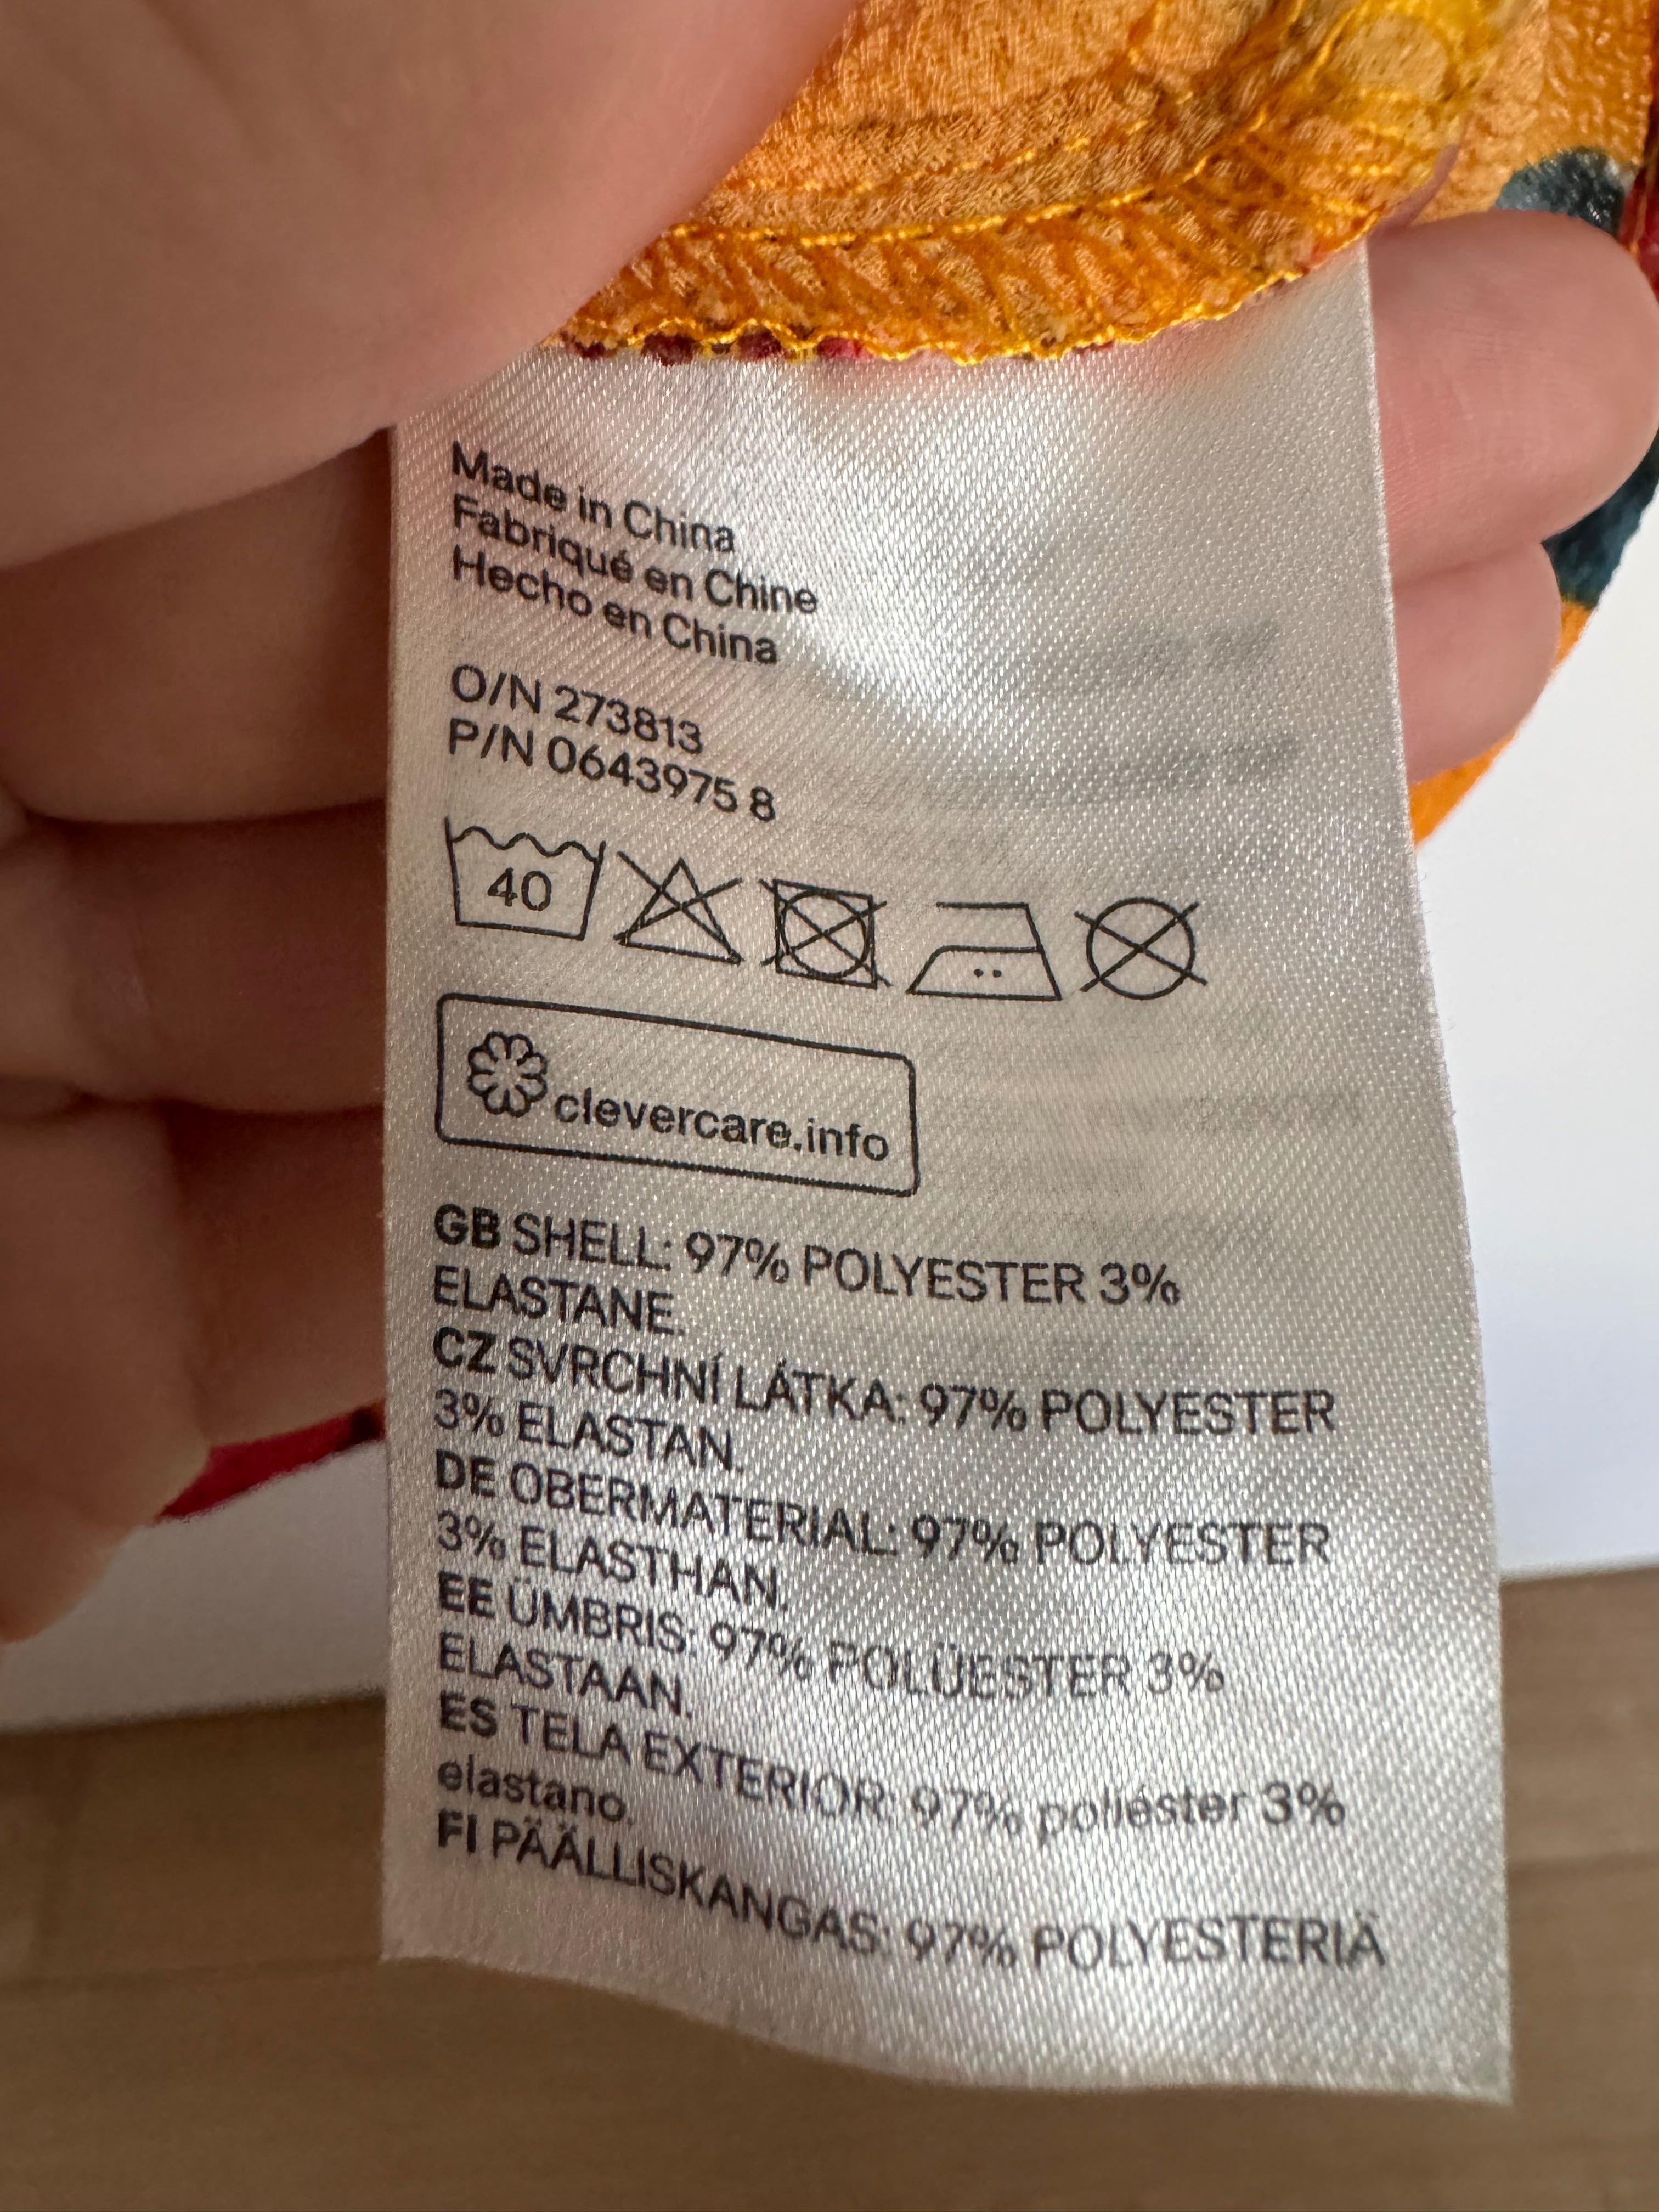 Made in China
Fabriqué en Chine
Hecho en China
O/N 273813
P/N 0643975 8
40
clevercare.info
GB SHELL: 97% POLYESTER 3%
ELASTANE.
CZ SVRCHNÍ LÁTKA: 97% POLYESTER
3% ELASTAN.
DE OBERMATERIAL: 97% POLYESTER
3% ELASTHAN.
EE ÜMBRIS: 97% POLÜESTER 3%
ELASTAAN.
ES TELA EXTERIOR: 97% poliéster 3%
elastano.
FI PÄÄLLISKANGAS: 97% POLYESTERIÄ